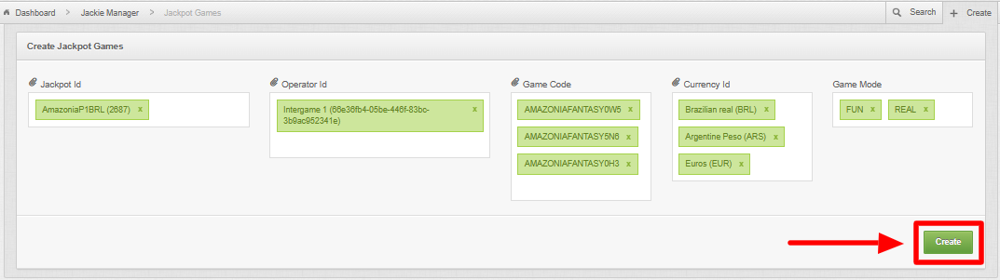 Dashboard > Jackie Manager > Jackpot Games
Search
+ Create
Create Jackpot Games
Jackpot Id
AmazoniaP1BRL (2687) x
Operator Id
Intergame 1 (66e36fb4-05be-446f-83bc- x
3b9ac952341e)
Game Code
AMAZONIAFANTASY0W5 x
AMAZONIAFANTASY5N6 x
AMAZONIAFANTASY0H3 x
Currency Id
Brazilian real (BRL) x
Argentine Peso (ARS) x
Euros (EUR) x
Game Mode
FUN x REAL x
Create